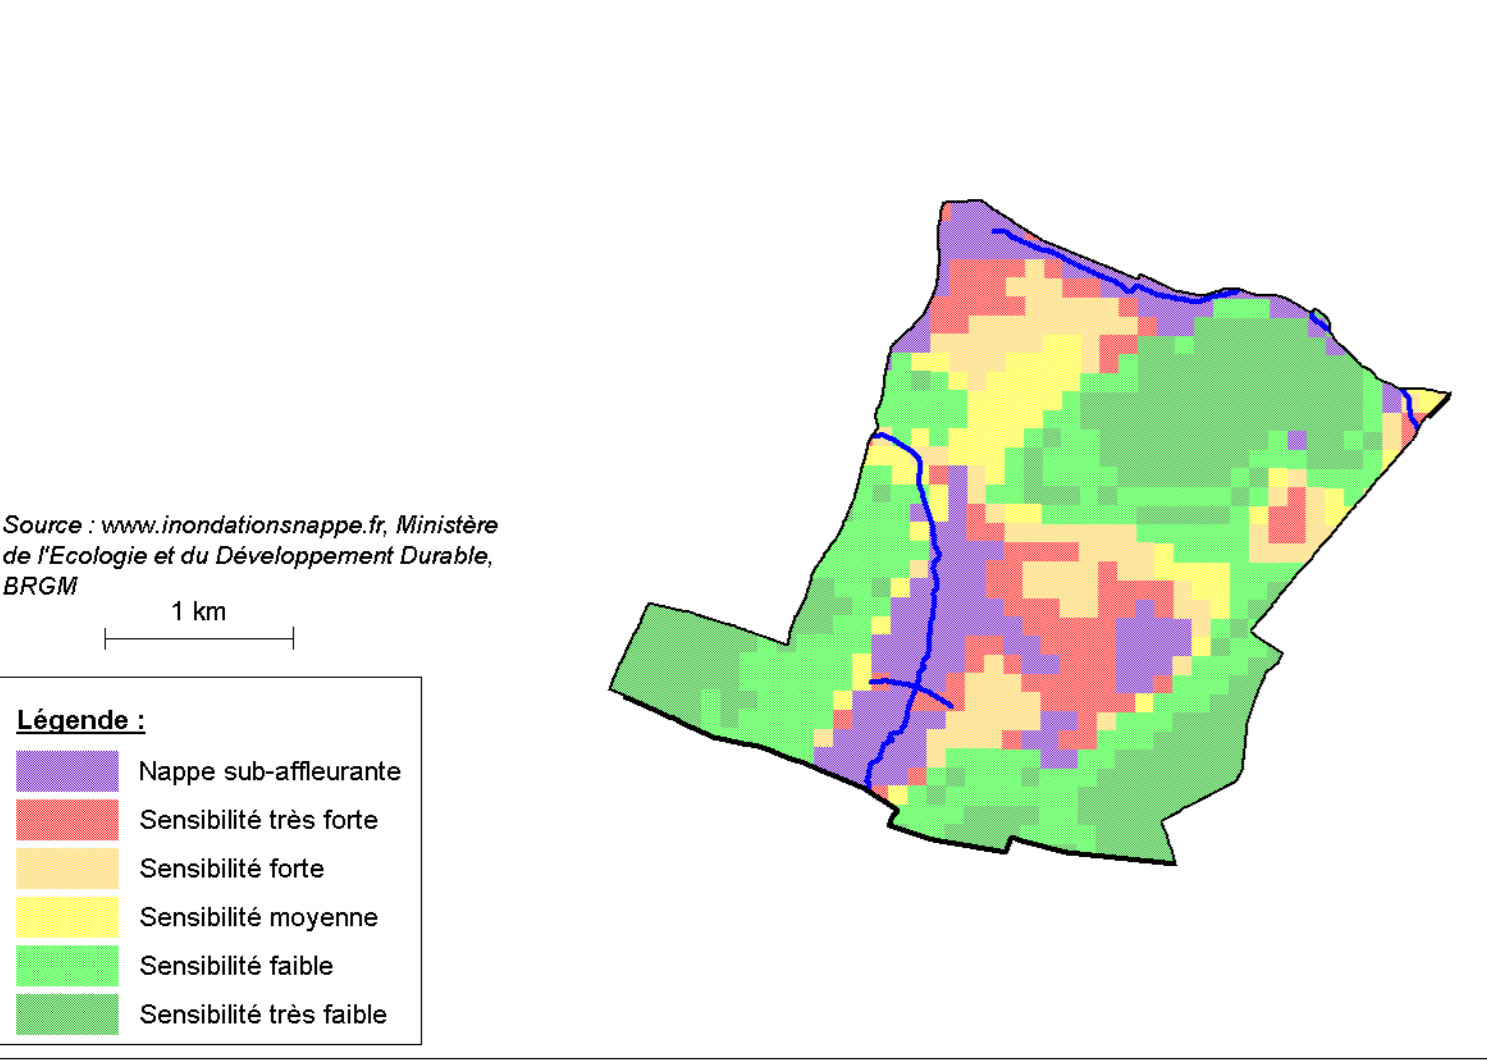 Source : www.inondationsnappe.fr, Ministère
de l'Ecologie et du Développement Durable,
BRGM
1 km
Légende :
Nappe sub-affleurante
Sensibilité très forte
Sensibilité forte
Sensibilité moyenne
Sensibilité faible
Sensibilité très faible